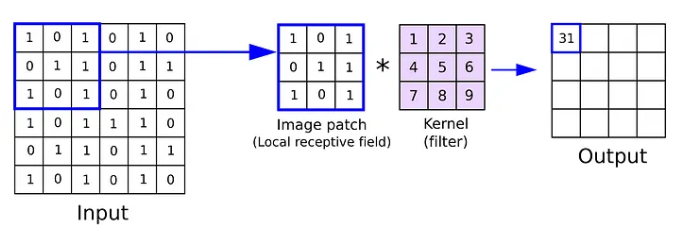 1 0 1 0 1 0
0 1 1 0 1 1
1 0 1 0 1 0
1 0 1 1 1 0
0 1 1 0 1 1
1 0 1 0 1 0
Input
1 0 1
0 1 1
1 0 1
Image patch
(Local receptive field)
*
1 2 3
4 5 6
7 8 9
Kernel
(filter)
31
Output